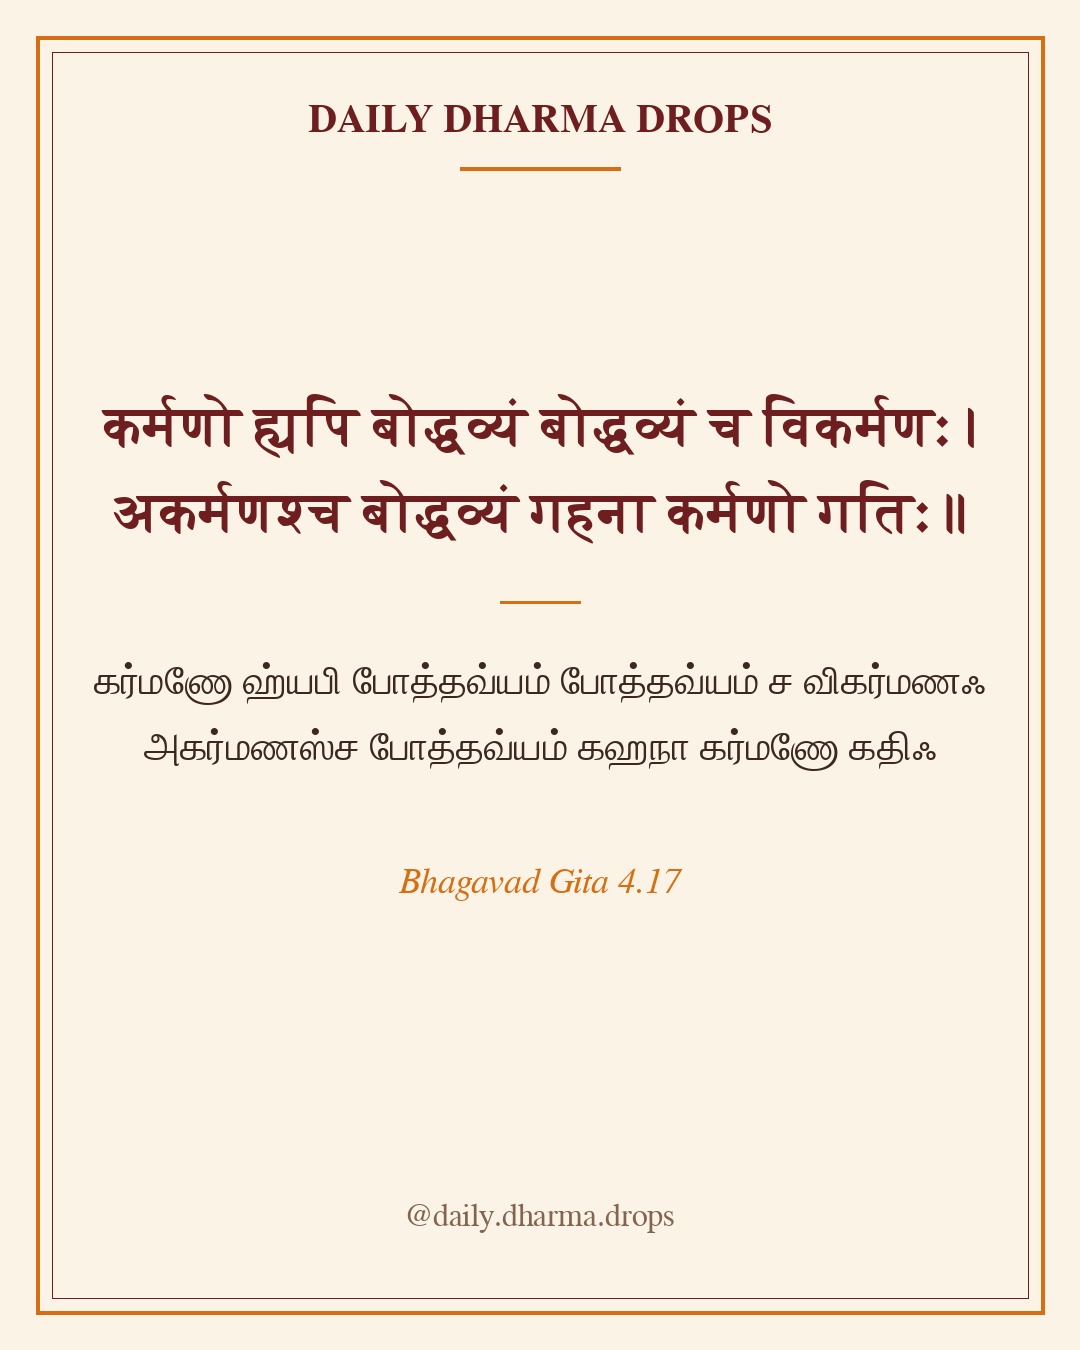 DAILY DHARMA DROPS
कर्मणो ह्यपि बोद्धव्यं बोद्धव्यं च विकर्मणः।
अकर्मणश्च बोद्धव्यं गहना कर्मणो गतिः॥
கர்மணோ ஹ்யபி போத்தவ்யம் போத்தவ்யம் ச விகர்மணஃ
அகர்மணஸ்ச போத்தவ்யம் கஹநா கர்மணோ கதிஃ
Bhagavad Gita 4.17
@daily.dharma.drops